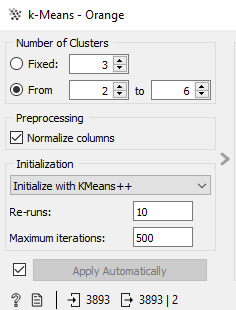 k-Means - Orange
Number of Clusters
Fixed: 3
From 2 to 6
Preprocessing
Normalize columns
Initialization
Initialize with KMeans++
Re-runs: 10
Maximum iterations: 500
Apply Automatically
? 3893 3893 | 2